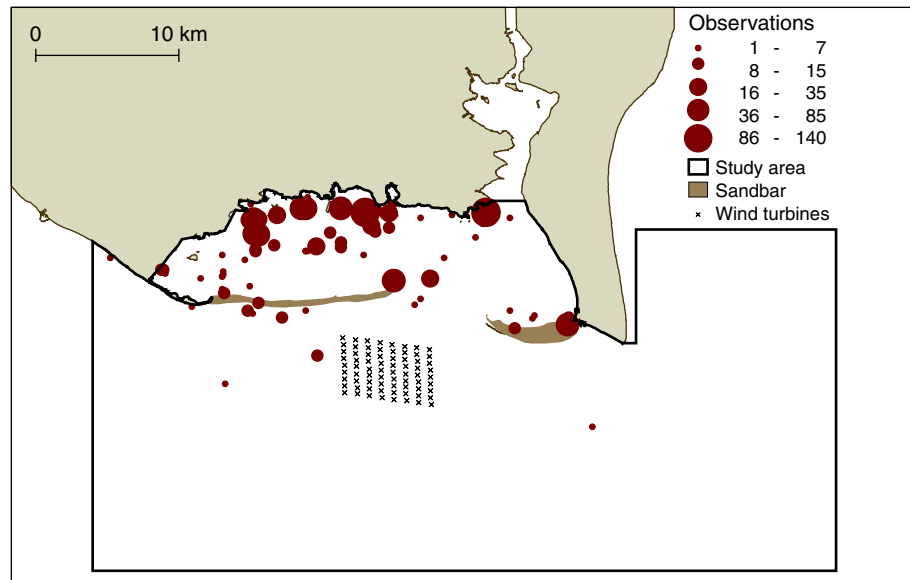 0 10 km
Observations
1 - 7
8 - 15
16 - 35
36 - 85
86 - 140
Study area
Sandbar
Wind turbines